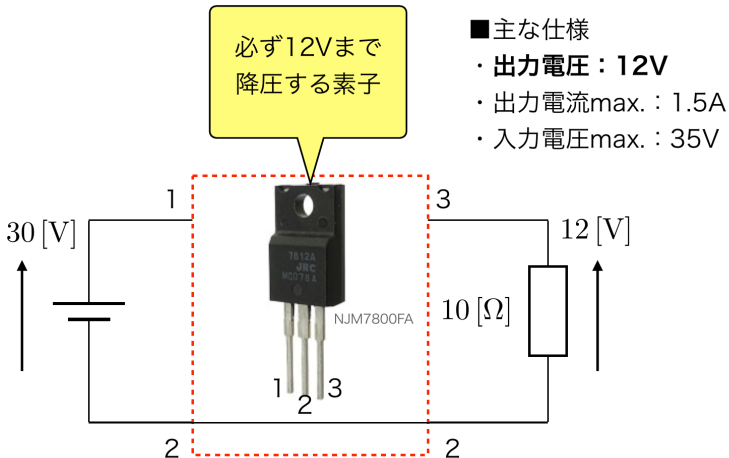 必ず12Vまで
降圧する素子
■主な仕様
・出力電圧：12V
・出力電流max.：1.5A
・入力電圧max.：35V
1
3
30 [V]
12 [V]
7812A
JRC
MC078A
NJM7800FA
10 [Ω]
1
2
3
2
2